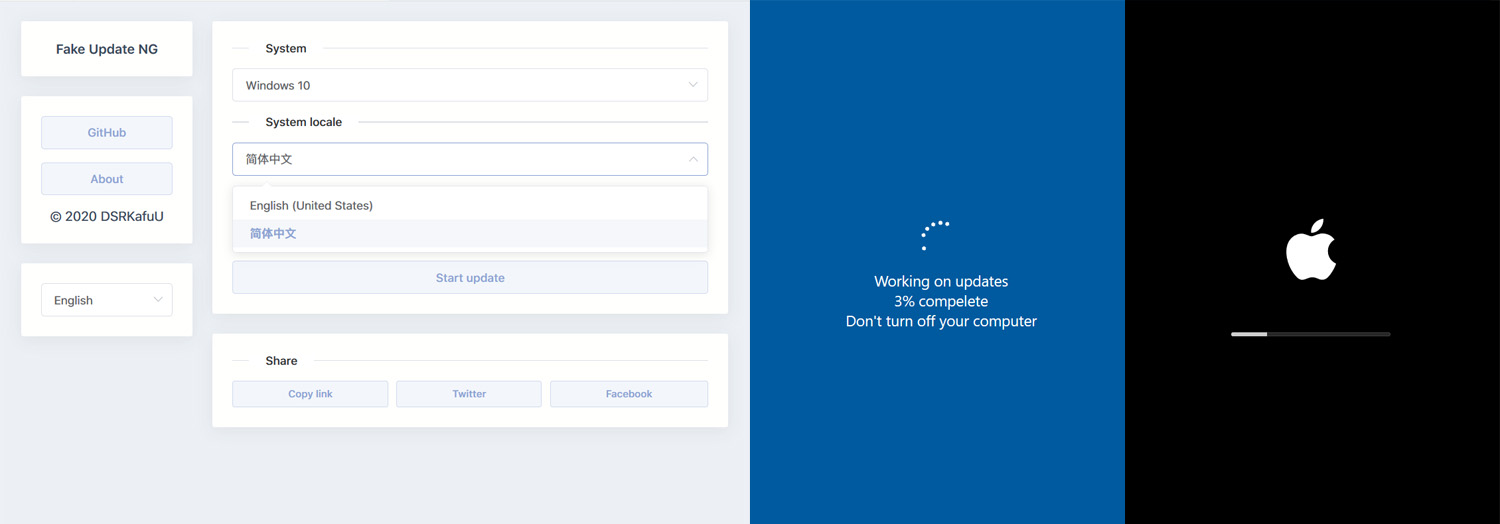 Fake Update NG
GitHub
About
© 2020 DSRKafuU
English
System
Windows 10
System locale
简体中文
English (United States)
简体中文
Start update
Share
Copy link
Twitter
Facebook
Working on updates
3% compelete
Don't turn off your computer